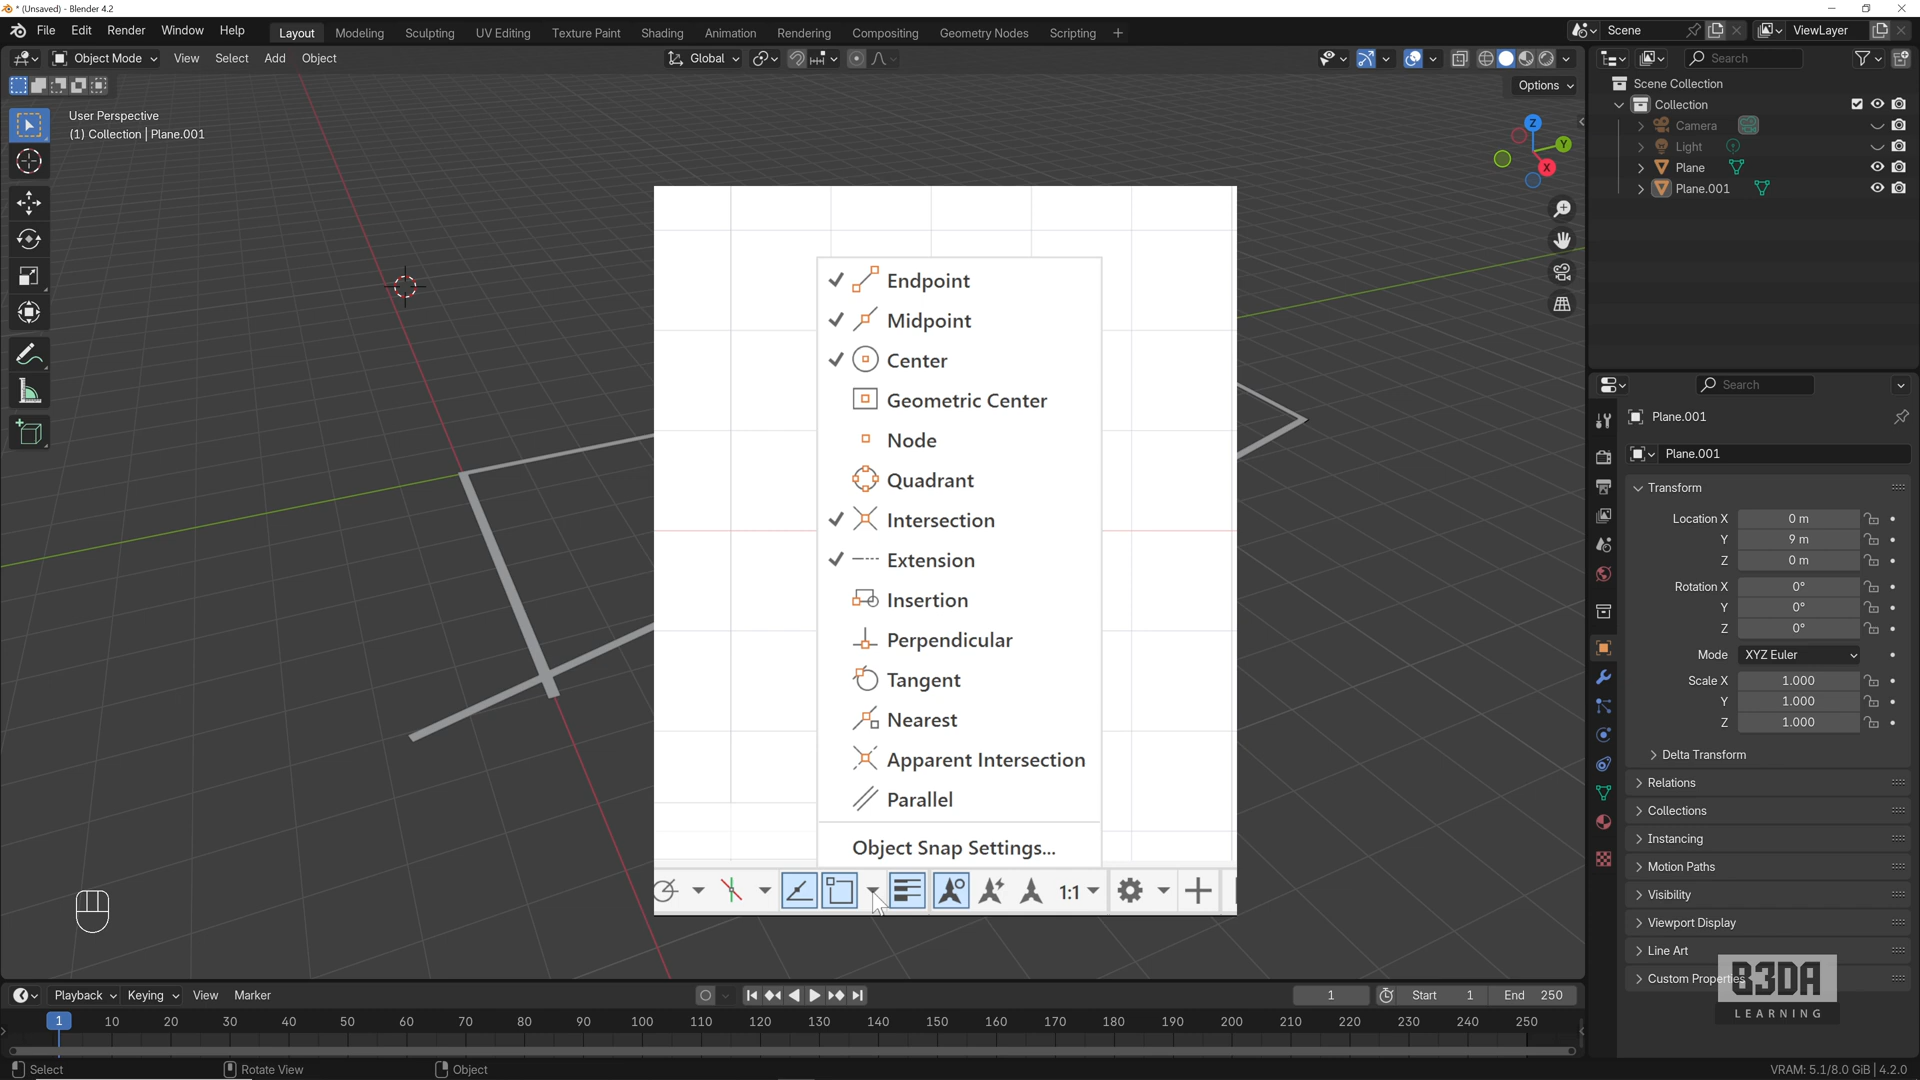 * (Unsaved) - Blender 4.2
File Edit Render Window Help Layout Modeling Sculpting UV Editing Texture Paint Shading Animation Rendering Compositing Geometry Nodes Scripting + Scene ViewLayer
Object Mode View Select Add Object Global Search
Options
User Perspective
(1) Collection | Plane.001
Z
Y
X
Scene Collection
Collection
Camera
Light
Plane
Plane.001
Endpoint
Midpoint
Center
Geometric Center
Node
Quadrant
Intersection
Extension
Insertion
Perpendicular
Tangent
Nearest
Apparent Intersection
Parallel
Object Snap Settings...
1:1
Search
Plane.001
Plane.001
Transform
Location X 0 m
Y 9 m
Z 0 m
Rotation X 0°
Y 0°
Z 0°
Mode XYZ Euler
Scale X 1.000
Y 1.000
Z 1.000
Delta Transform
Relations
Collections
Instancing
Motion Paths
Visibility
Viewport Display
Line Art
Custom Properties
B3DA
LEARNING
Playback Keying View Marker 1 Start 1 End 250
1 10 20 30 40 50 60 70 80 90 100 110 120 130 140 150 160 170 180 190 200 210 220 230 240 250
Select Rotate View Object VRAM: 5.1/8.0 GiB | 4.2.0